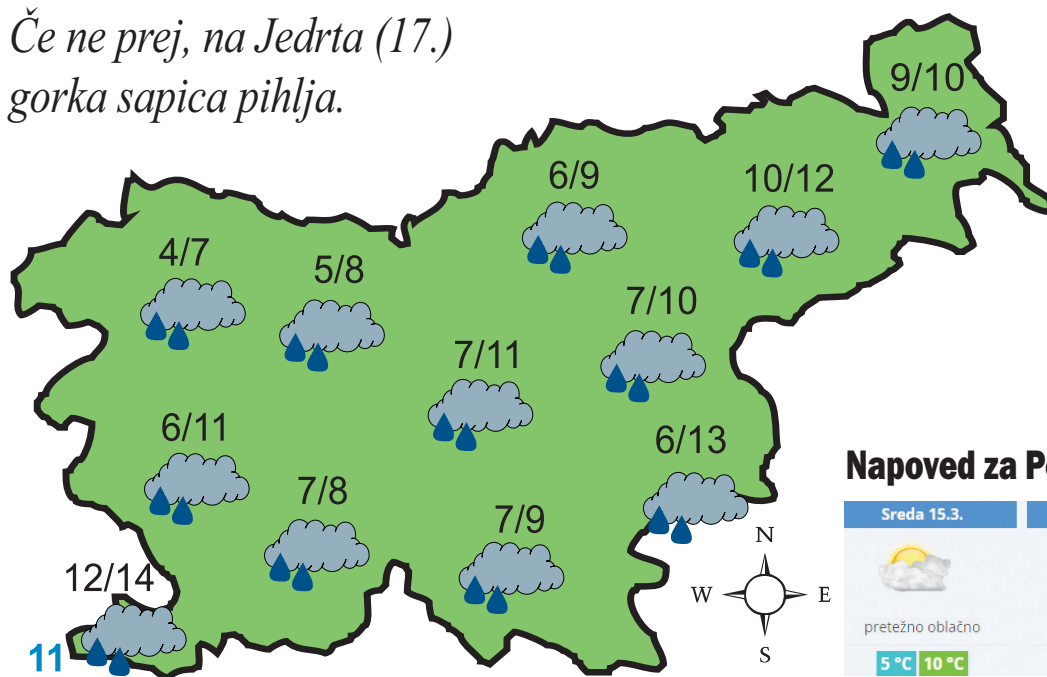 Če ne prej, na Jedrta (17.)
gorka sapica pihlja.
9/10
6/9
10/12
4/7
5/8
7/10
7/11
6/11
6/13
7/8
7/9
12/14
11
N
W
E
S
Napoved za
Sreda 15.3.
pretežno oblačno
5 °C 10 °C